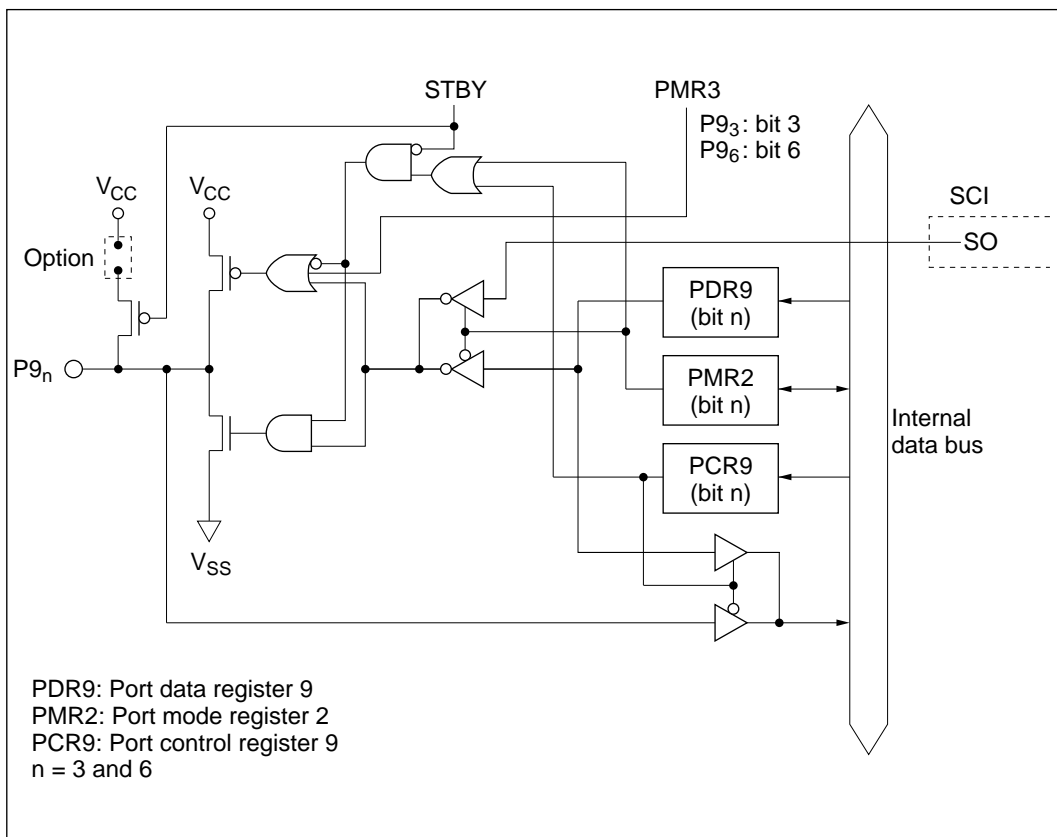 STBY
PMR3
P9₃: bit 3
P9₆: bit 6
V_CC
V_CC
SCI
SO
Option
PDR9
(bit n)
P9ₙ
PMR2
(bit n)
Internal
data bus
PCR9
(bit n)
V_SS
PDR9: Port data register 9
PMR2: Port mode register 2
PCR9: Port control register 9
n = 3 and 6